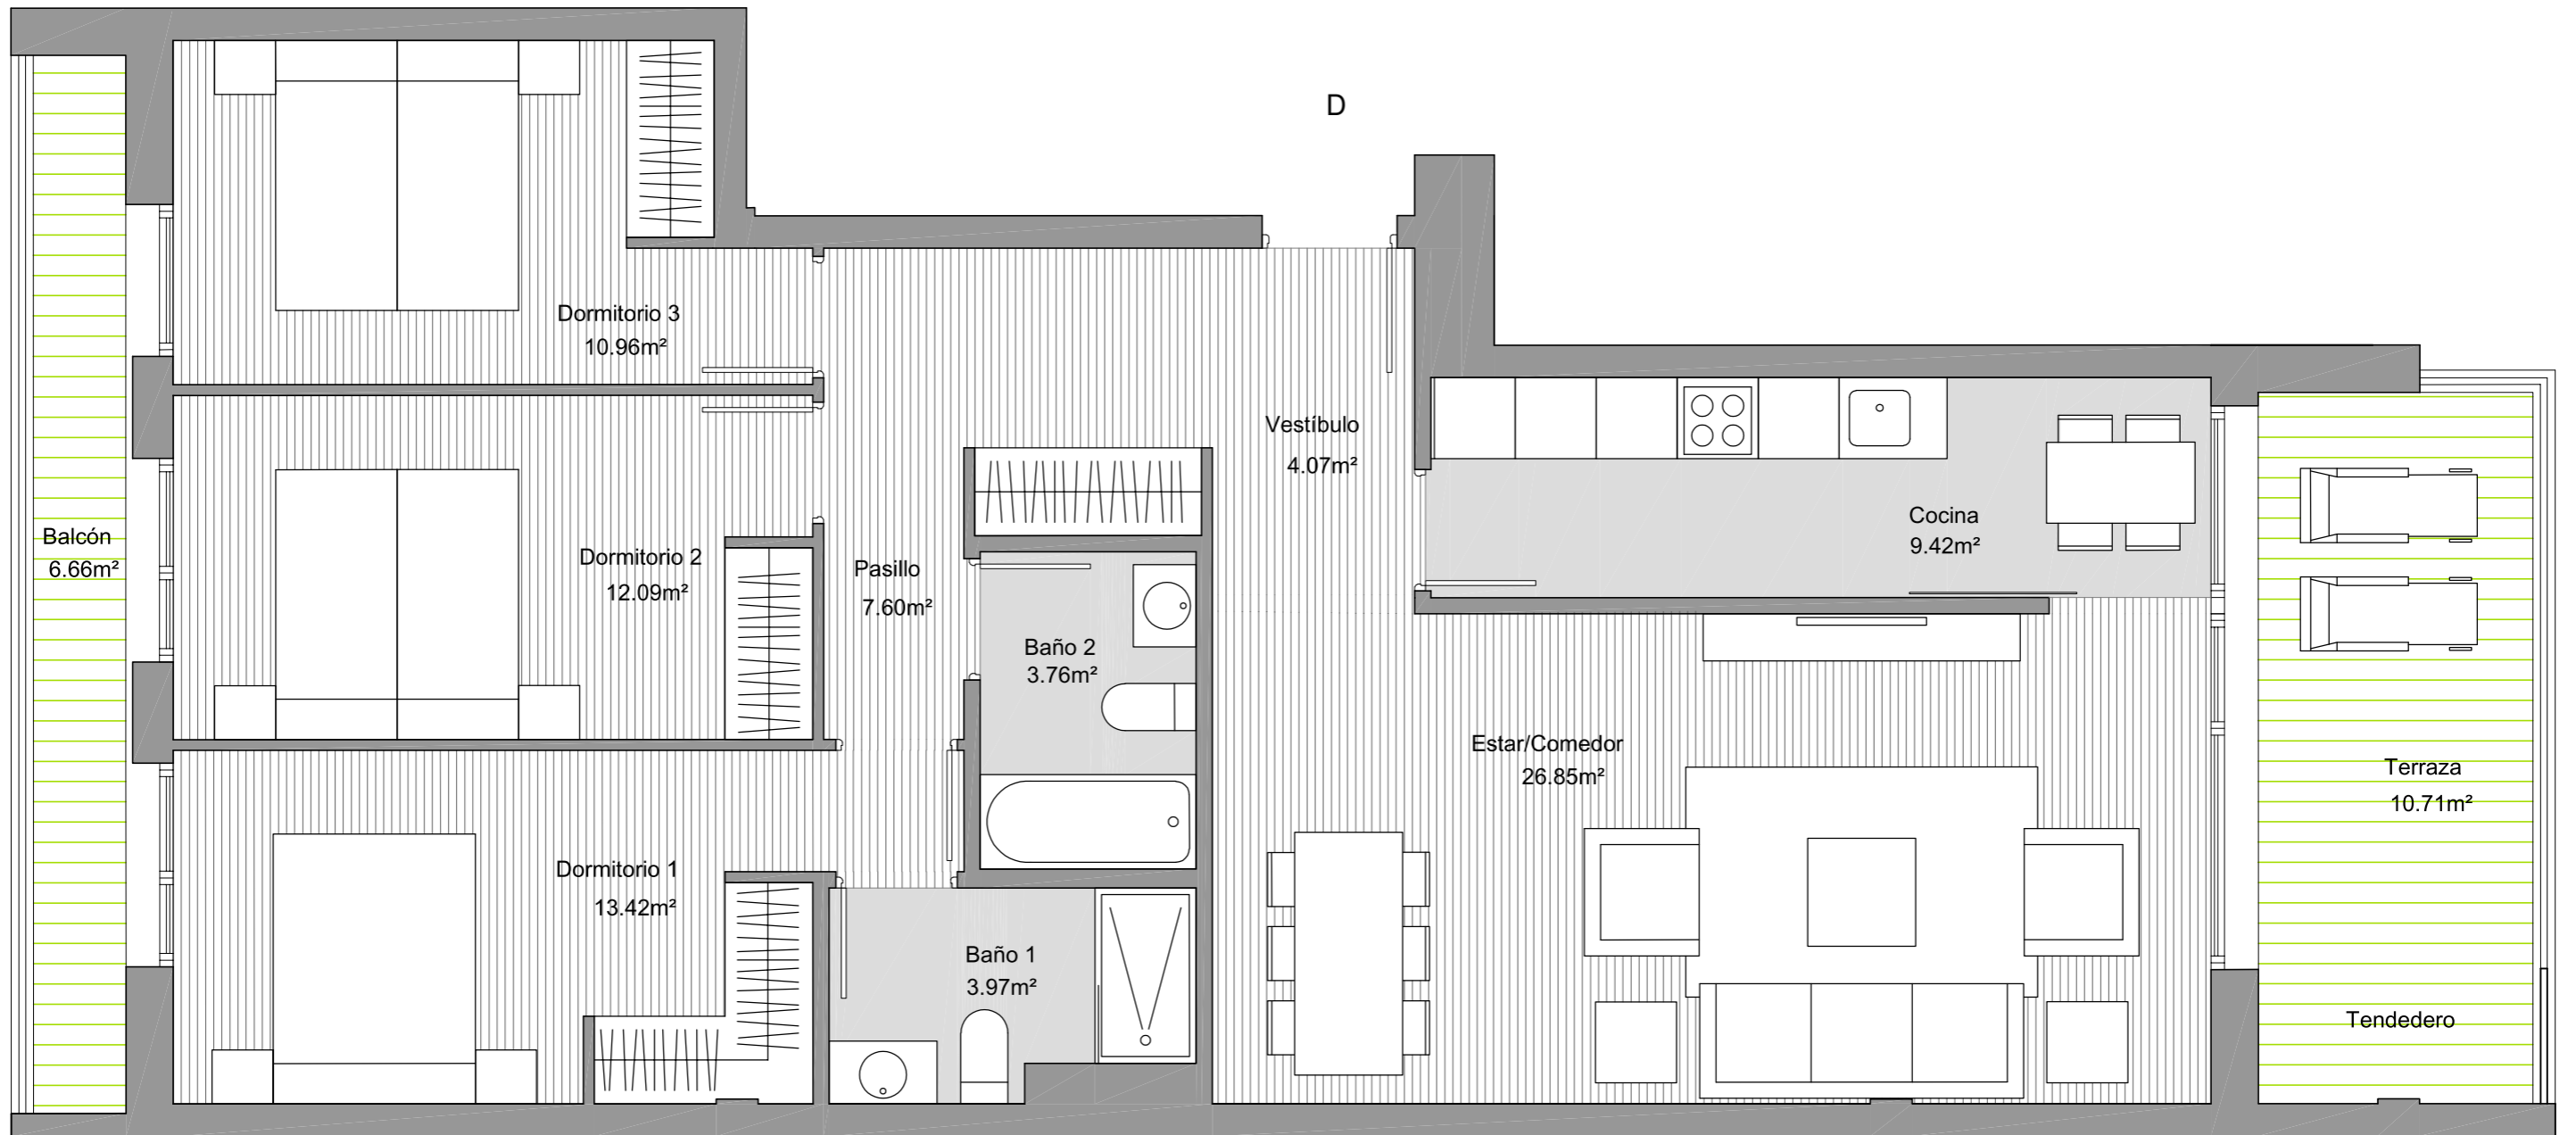 D
Dormitorio 3
10.96m²
Vestíbulo
4.07m²
Cocina
9.42m²
Balcón
6.66m²
Dormitorio 2
12.09m²
Pasillo
7.60m²
Baño 2
3.76m²
Estar/Comedor
26.85m²
Terraza
10.71m²
Dormitorio 1
13.42m²
Baño 1
3.97m²
Tendedero